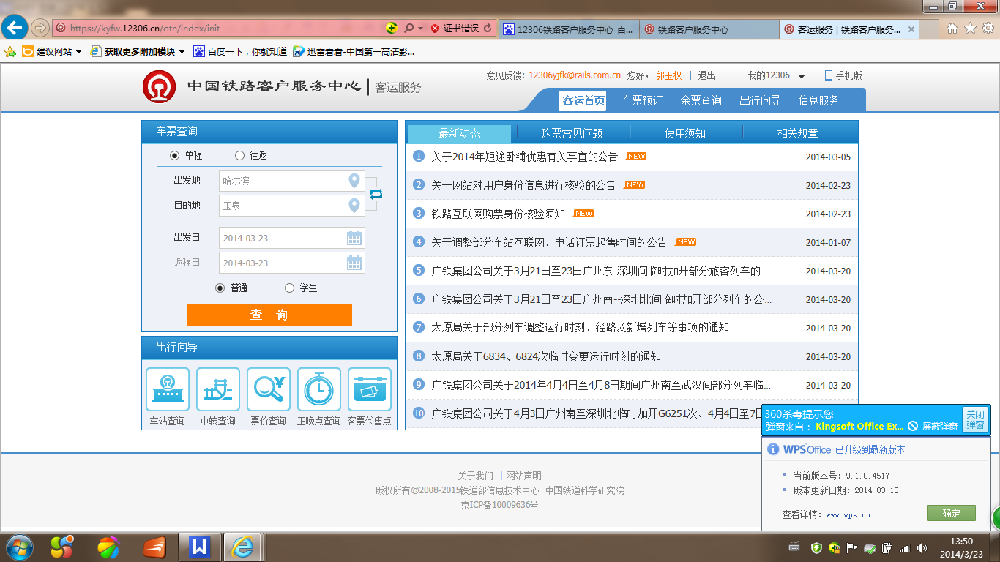 https://kyfw.12306.cn/otn/index/init
证书错误
12306铁路客户服务中心_百...
铁路客户服务中心
客运服务 | 铁路客户服务...
建议网站
获取更多附加模块
百度一下，你就知道
迅雷看看-中国第一高清影...
意见反馈: 12306yjfk@rails.com.cn 您好，郭玉权 | 退出
我的12306
手机版
中国铁路客户服务中心 | 客运服务
客运首页
车票预订
余票查询
出行向导
信息服务
车票查询
单程
往返
出发地
哈尔滨
目的地
玉泉
出发日
2014-03-23
返程日
2014-03-23
普通
学生
查 询
出行向导
车站查询
中转查询
票价查询
正晚点查询
客票代售点
最新动态
购票常见问题
使用须知
相关规章
1 关于2014年短途卧铺优惠有关事宜的公告 NEW 2014-03-05
2 关于网站对用户身份信息进行核验的公告 NEW 2014-02-23
3 铁路互联网购票身份核验须知 NEW 2014-02-23
4 关于调整部分车站互联网、电话订票起售时间的公告 NEW 2014-01-07
5 广铁集团公司关于3月21日至23日广州东-深圳间临时加开部分旅客列车的... 2014-03-20
6 广铁集团公司关于3月21日至23日广州南--深圳北间临时加开部分列车的公... 2014-03-20
7 太原局关于部分列车调整运行时刻、径路及新增列车等事项的通知 2014-03-20
8 太原局关于6834、6824次临时变更运行时刻的通知 2014-03-20
9 广铁集团公司关于2014年4月4日至4月8日期间广州南至武汉间部分列车临... 2014-03-20
10 广铁集团公司关于4月3日广州南至深圳北临时加开G6251次、4月4日至7日
360杀毒提示您
弹窗来自：Kingsoft Office Ex...
屏蔽弹窗
关闭
弹窗
WPS Office 已升级到最新版本
当前版本号：9.1.0.4517
版本更新日期：2014-03-13
查看详情：www.wps.cn
确定
关于我们 | 网站声明
版权所有©2008-2015铁道部信息技术中心 中国铁道科学研究院
京ICP备10009636号
13:50
2014/3/23